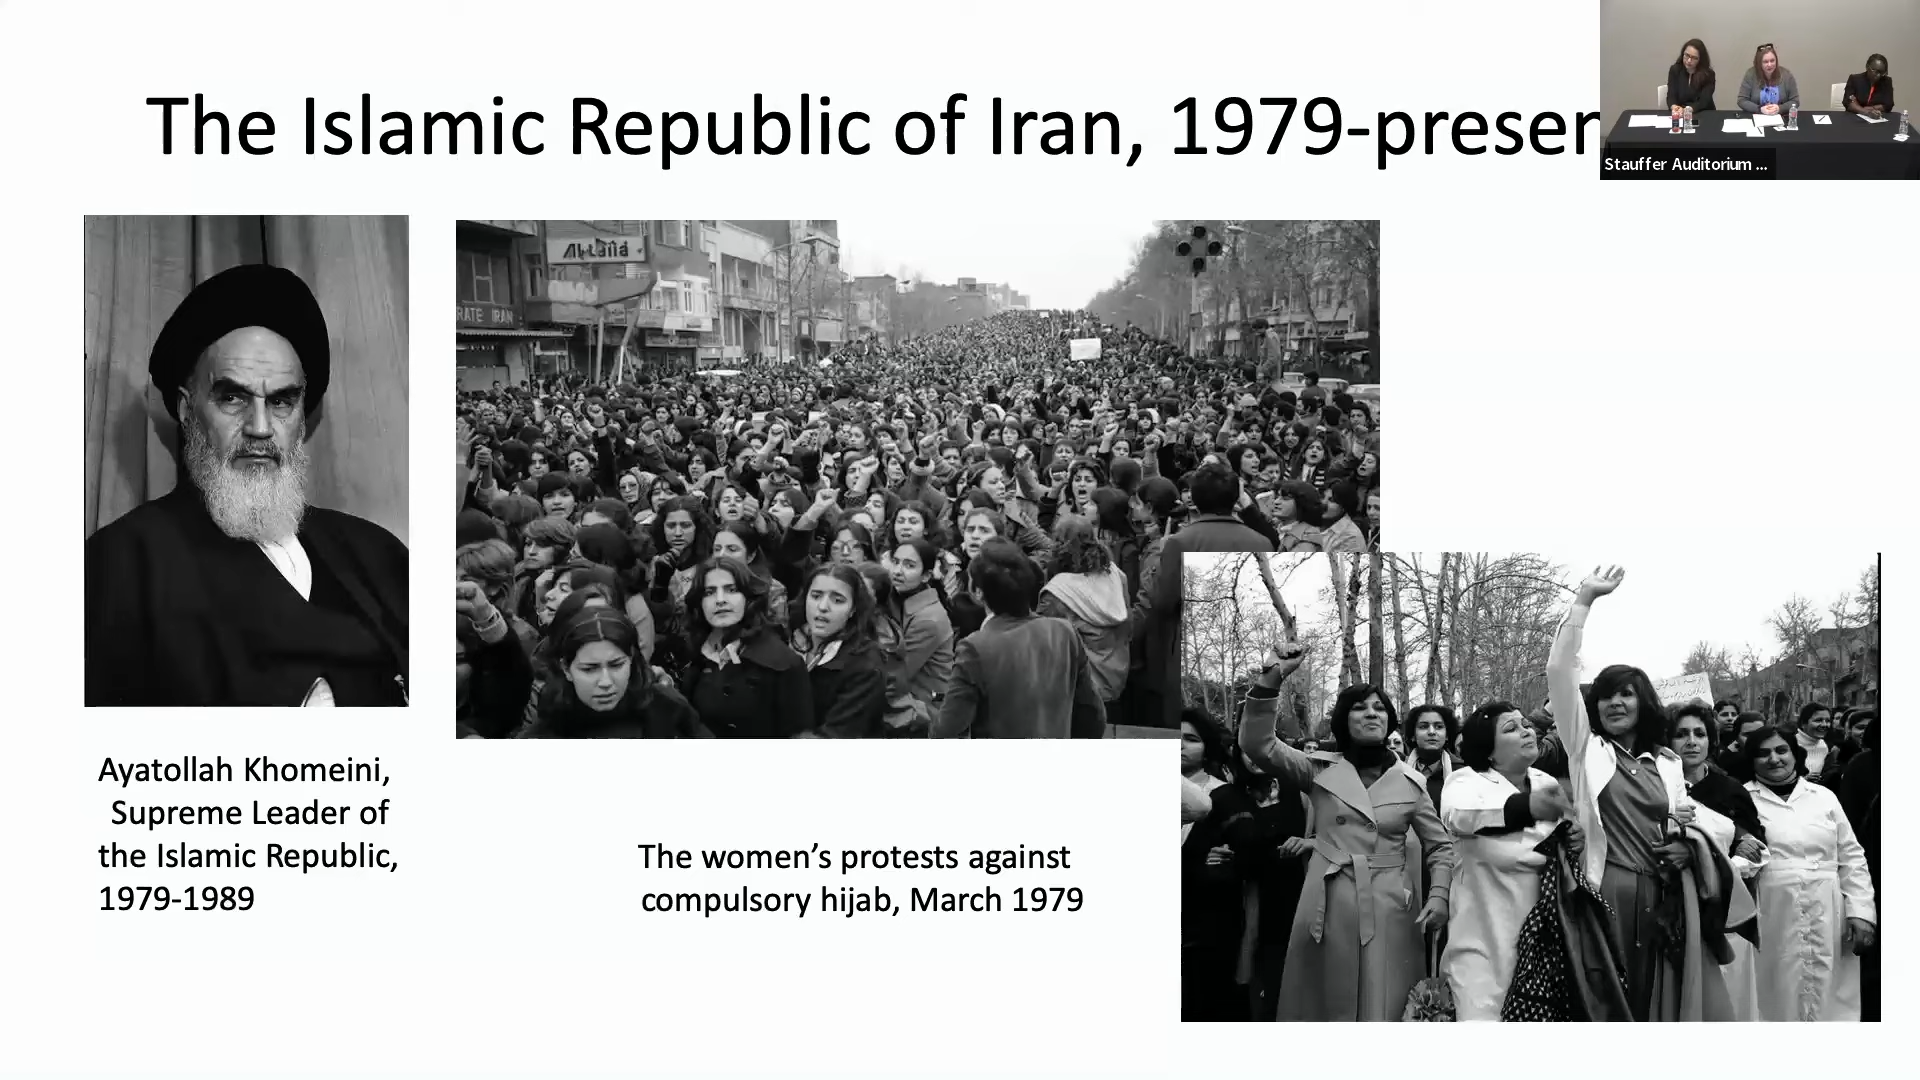 The Islamic Republic of Iran, 1979-presen
Stauffer Auditorium ...
RATE IRAN
Ayatollah Khomeini,
Supreme Leader of
the Islamic Republic,
1979-1989
The women's protests against
compulsory hijab, March 1979